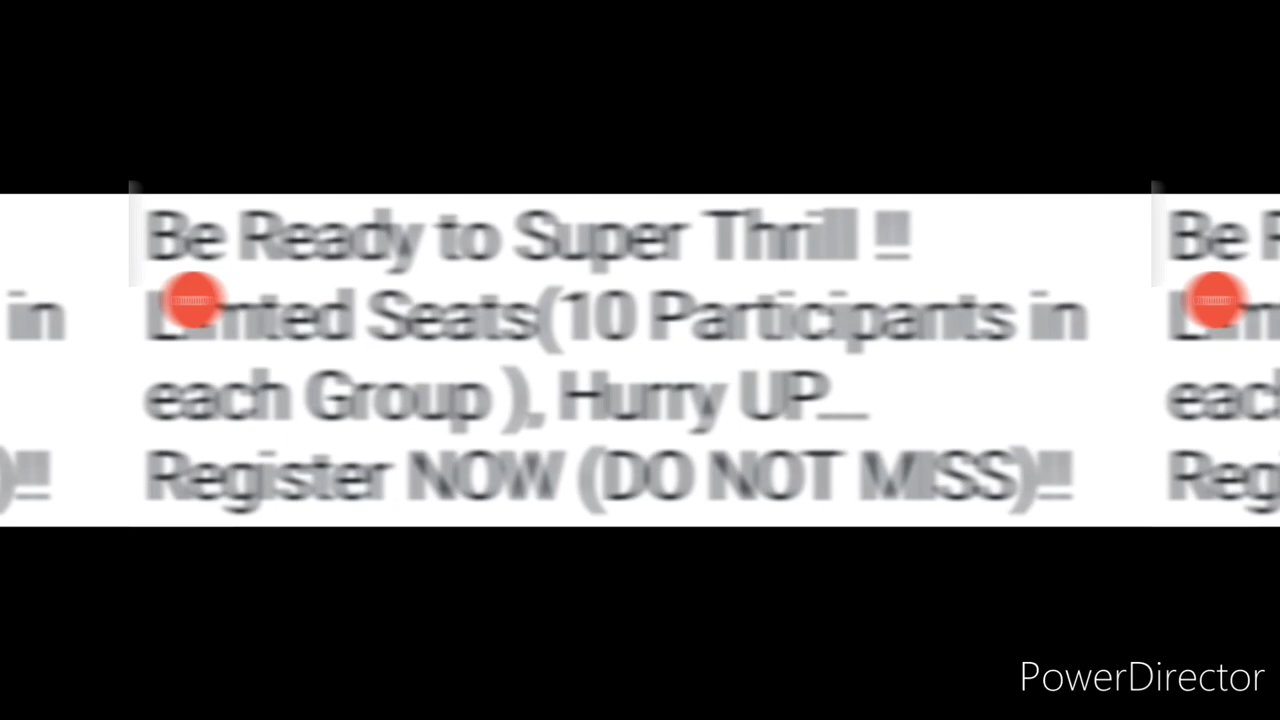 Be Ready to Super Thrill !!
Seats(10 Participants in
each Group ), Hurry UP...
Register NOW (DO NOT MISS)!!
PowerDirector